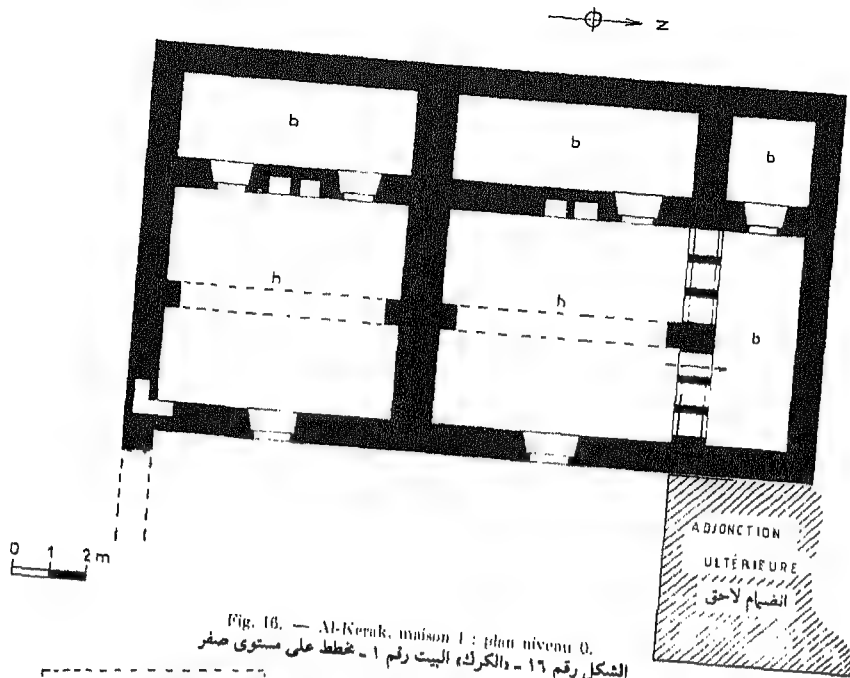 N
b
b
b
h
h
b
0 1 2 m
ADJONCTION
ULTÉRIEURE
انضمام لاحق
Fig. 16. — Al-Kerak, maison 1 : plan niveau 0.
الشكل رقم ١٦ - «الكرك» البيت رقم ١ - مخطط على مستوى صفر